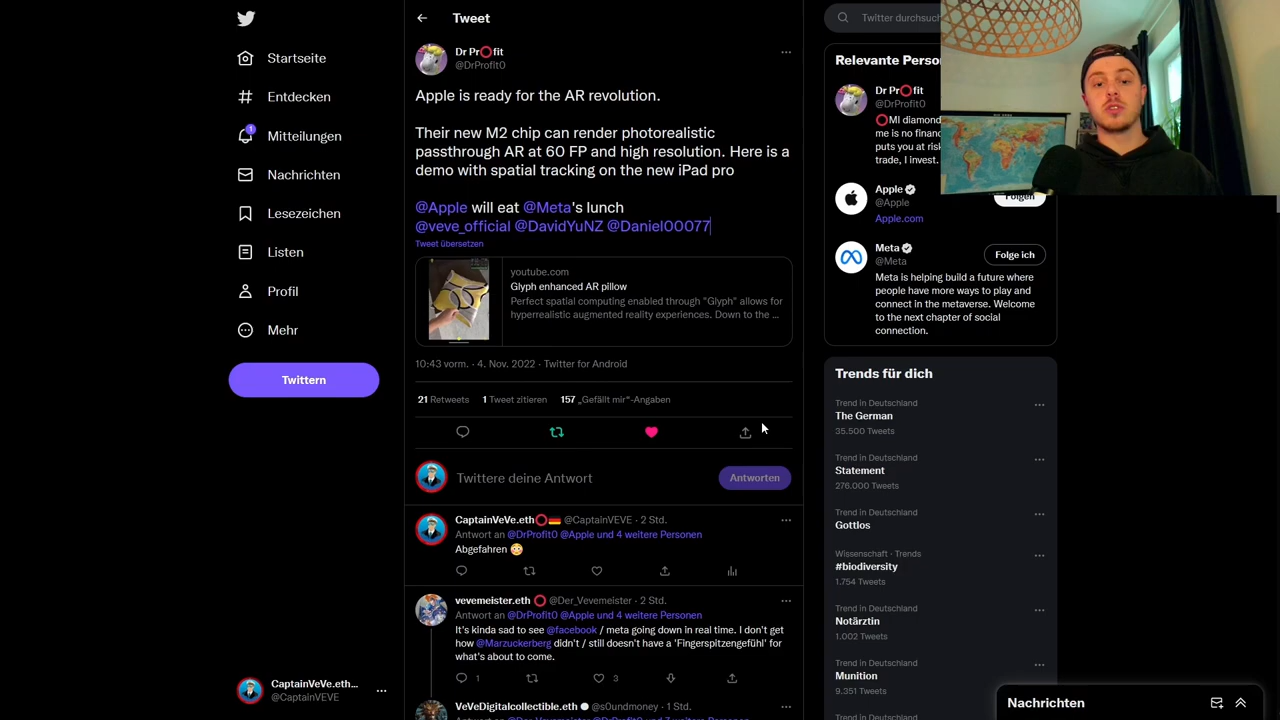 Startseite
Entdecken
1
Mitteilungen
Nachrichten
Lesezeichen
Listen
Profil
Mehr
Twittern
CaptainVeVe.eth...
@CaptainVEVE
Tweet
Dr Pr⭕fit
@DrProfit0
Apple is ready for the AR revolution.
Their new M2 chip can render photorealistic
passthrough AR at 60 FP and high resolution. Here is a
demo with spatial tracking on the new iPad pro
@Apple will eat @Meta's lunch
@veve_official @DavidYuNZ @Daniel00077
Tweet übersetzen
youtube.com
Glyph enhanced AR pillow
Perfect spatial computing enabled through "Glyph" allows for
hyperrealistic augmented reality experiences. Down to the ...
10:43 vorm. · 4. Nov. 2022 · Twitter for Android
21 Retweets 1 Tweet zitieren 157 „Gefällt mir“-Angaben
Twittere deine Antwort
Antworten
CaptainVeVe.eth⭕🇩🇪 @CaptainVEVE · 2 Std.
Antwort an @DrProfit0 @Apple und 4 weitere Personen
Abgefahren 😳
vevemeister.eth ⭕ @Der_Vevemeister · 2 Std.
Antwort an @DrProfit0 @Apple und 4 weitere Personen
It's kinda sad to see @facebook / meta going down in real time. I don't get
how @Marzuckerberg didn't / still doesn't have a 'Fingerspitzengefühl' for
what's about to come.
1 3
VeVeDigitalcollectible.eth ⚪ @s0undmoney · 1 Std.
Twitter durchsuch
Relevante Perso
Dr Pr⭕fit
@DrProfit0
⭕MI diamond
me is no financ
puts you at risk
trade, I invest.
Apple
@Apple
Apple.com
Folgen
Meta
@Meta
Folge ich
Meta is helping build a future where
people have more ways to play and
connect in the metaverse. Welcome
to the next chapter of social
connection.
Trends für dich
Trend in Deutschland
The German
35.500 Tweets
Trend in Deutschland
Statement
276.000 Tweets
Trend in Deutschland
Gottlos
Wissenschaft · Trends
#biodiversity
1.754 Tweets
Trend in Deutschland
Notärztin
1.002 Tweets
Trend in Deutschland
Munition
9.351 Tweets
Nachrichten